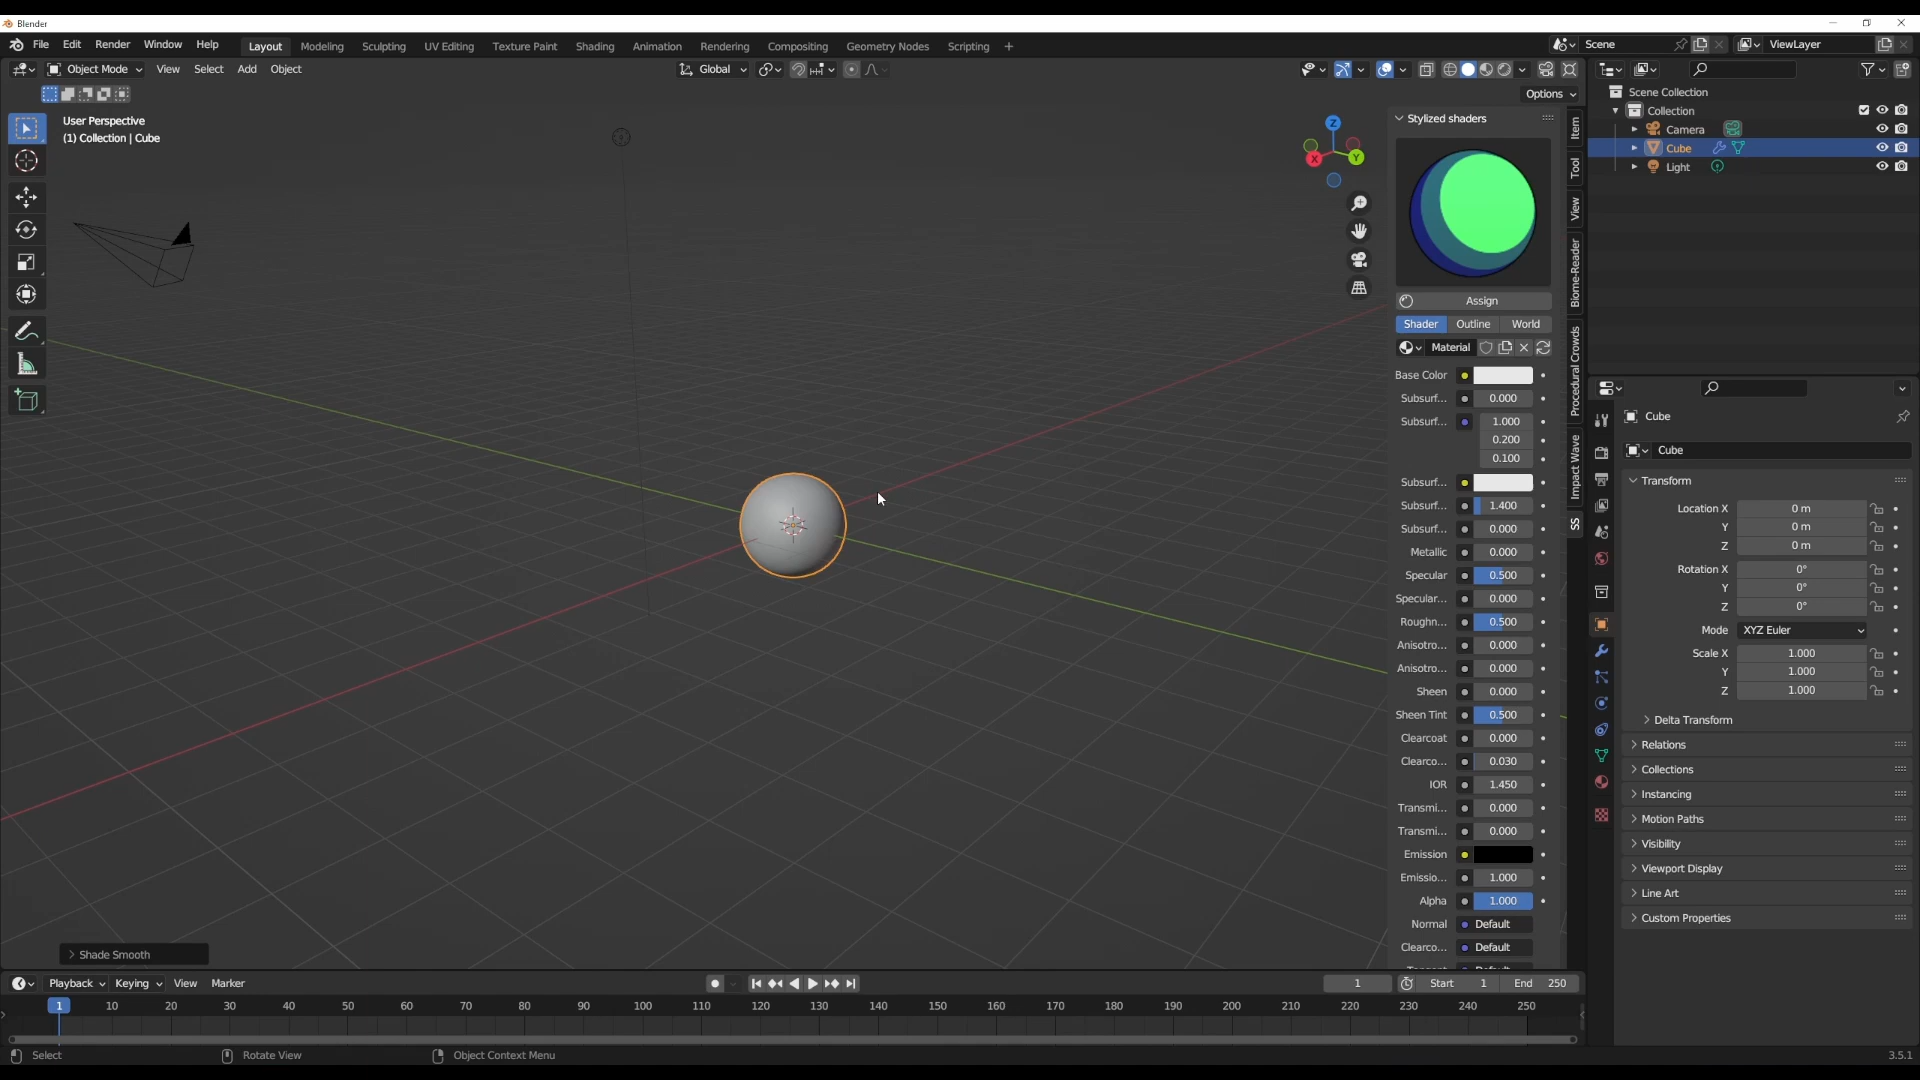 Blender
File Edit Render Window Help Layout Modeling Sculpting UV Editing Texture Paint Shading Animation Rendering Compositing Geometry Nodes Scripting + Scene ViewLayer
Object Mode View Select Add Object Global
Options
User Perspective
(1) Collection | Cube
Z
X
Y
Stylized shaders
Assign
Shader Outline World
Material
Base Color
Subsurf... 0.000
Subsurf... 1.000
0.200
0.100
Subsurf...
Subsurf... 1.400
Subsurf... 0.000
Metallic 0.000
Specular 0.500
Specular... 0.000
Roughn... 0.500
Anisotro... 0.000
Anisotro... 0.000
Sheen 0.000
Sheen Tint 0.500
Clearcoat 0.000
Clearco... 0.030
IOR 1.450
Transmi... 0.000
Transmi... 0.000
Emission
Emissio... 1.000
Alpha 1.000
Normal Default
Clearco... Default
Item
Tool
View
Biome-Reader
Procedural Crowds
Impact Wave
SS
Scene Collection
Collection
Camera
Cube
Light
Cube
Cube
Transform
Location X 0 m
Y 0 m
Z 0 m
Rotation X 0°
Y 0°
Z 0°
Mode XYZ Euler
Scale X 1.000
Y 1.000
Z 1.000
Delta Transform
Relations
Collections
Instancing
Motion Paths
Visibility
Viewport Display
Line Art
Custom Properties
Shade Smooth
Playback Keying View Marker 1 Start 1 End 250
1 10 20 30 40 50 60 70 80 90 100 110 120 130 140 150 160 170 180 190 200 210 220 230 240 250
Select Rotate View Object Context Menu 3.5.1